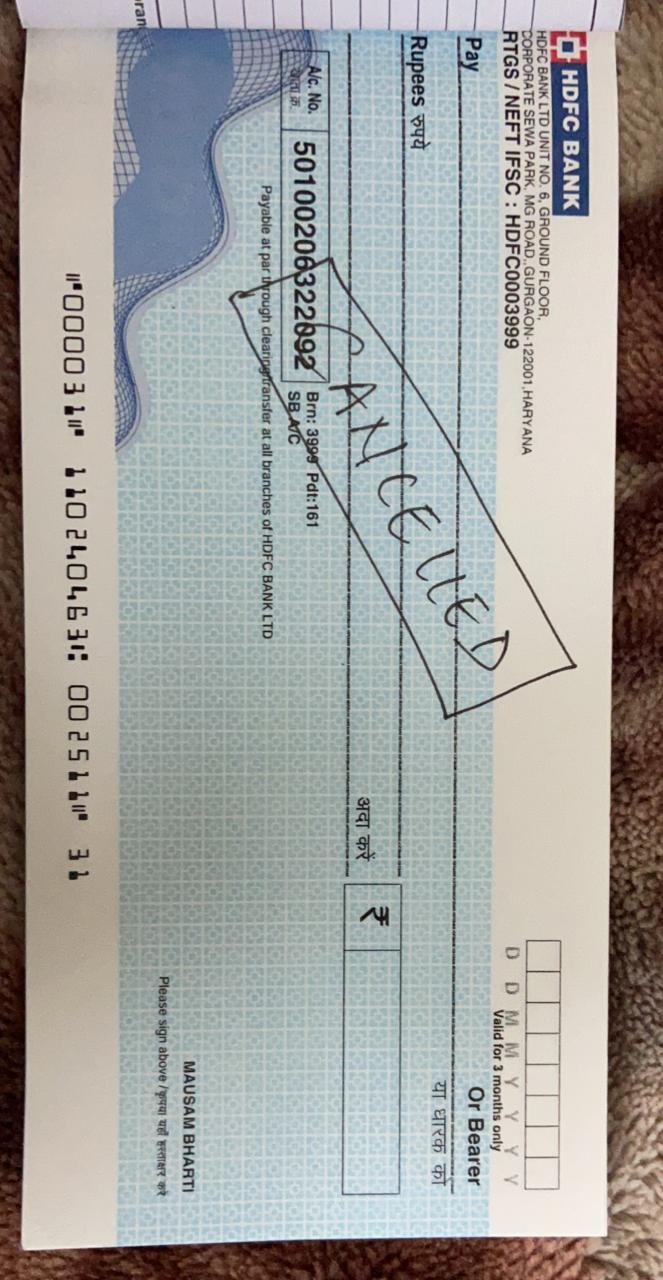 HDFC BANK
HDFC BANK LTD UNIT NO. 6, GROUND FLOOR,
CORPORATE SEWA PARK, MG ROAD,,GURGAON-122001,HARYANA
RTGS / NEFT IFSC : HDFC0003999
D D M M Y Y Y Y
Valid for 3 months only
Pay
Or Bearer
या धारक को
Rupees रुपये
अदा करें
₹
CANCELLED
A/c. No.
खाता क्र.
50100206322092
Brn: 3999 Pdt:161
SB A/C
Payable at par through clearing/transfer at all branches of HDFC BANK LTD
MAUSAM BHARTI
Please sign above /कृपया यहाँ हस्ताक्षर करें
⑈000031⑈ 110240463⑆ 002511⑈ 31